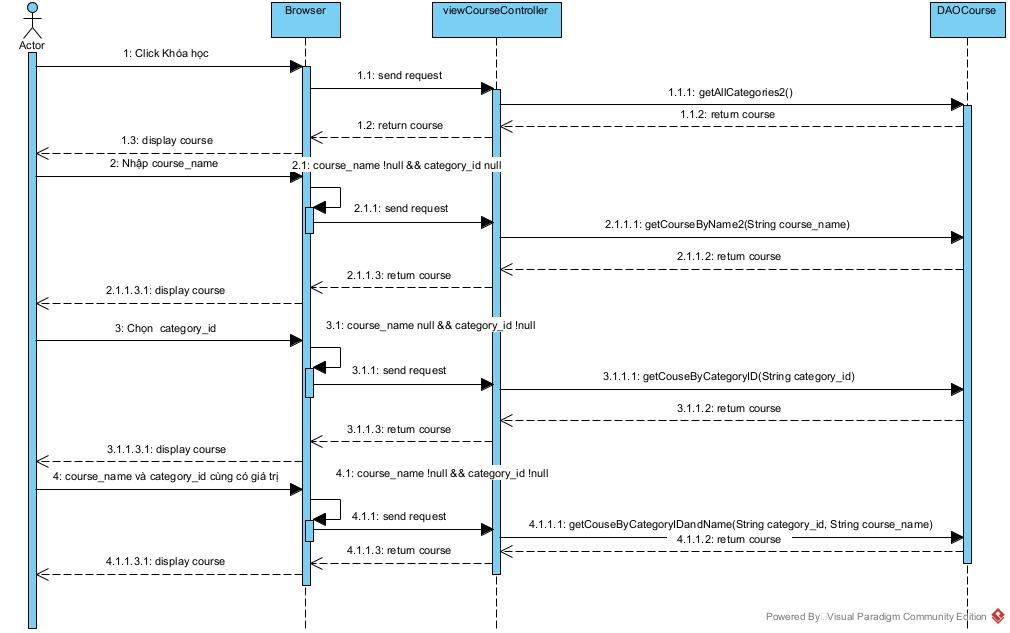 Browser
viewCourseController
DAOCourse
Actor
1: Click Khóa học
1.1: send request
1.1.1: getAllCategories2()
1.1.2: return course
1.2: return course
1.3: display course
2: Nhập course_name
2.1: course_name !null && category_id null
2.1.1: send request
2.1.1.1: getCourseByName2(String course_name)
2.1.1.2: return course
2.1.1.3: return course
2.1.1.3.1: display course
3: Chọn category_id
3.1: course_name null && category_id !null
3.1.1: send request
3.1.1.1: getCouseByCategoryID(String category_id)
3.1.1.2: return course
3.1.1.3: return course
3.1.1.3.1: display course
4: course_name và category_id cùng có giá trị
4.1: course_name !null && category_id !null
4.1.1: send request
4.1.1.1: getCouseByCategoryIDandName(String category_id, String course_name)
4.1.1.2: return course
4.1.1.3: return course
4.1.1.3.1: display course
Powered By Visual Paradigm Community Edition